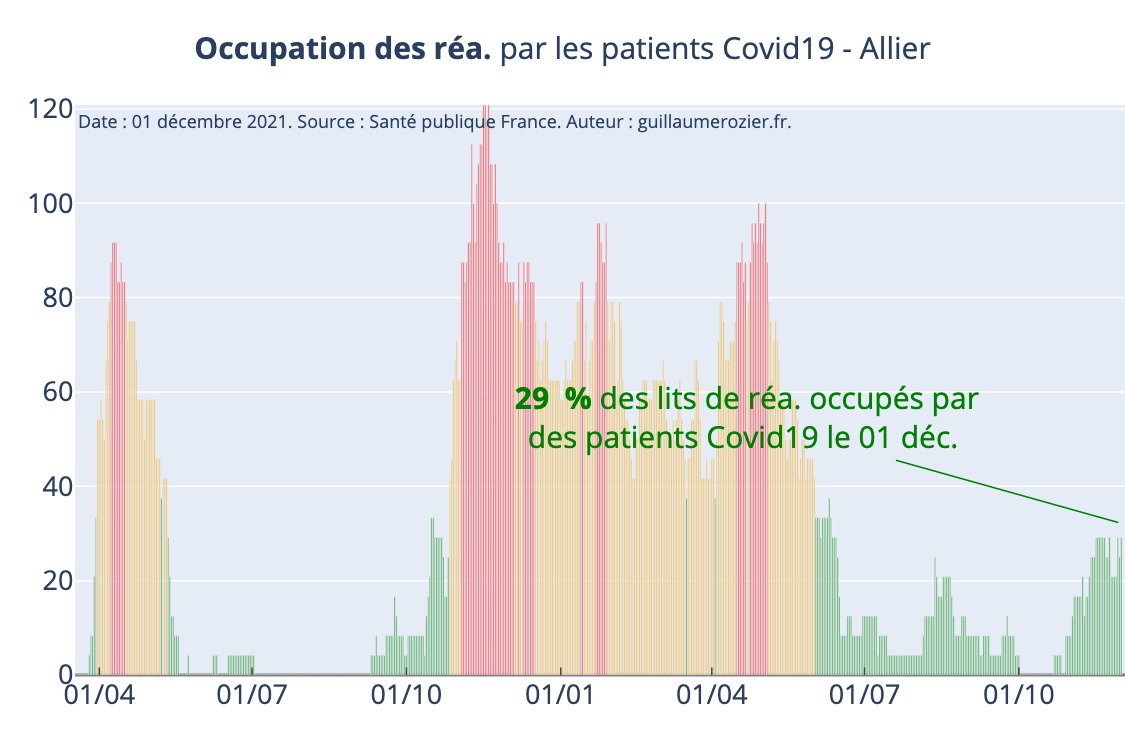 Occupation des réa. par les patients Covid19 - Allier
120
Date : 01 décembre 2021. Source : Santé publique France. Auteur : guillaumerozier.fr.
100
80
60
29 % des lits de réa. occupés par
des patients Covid19 le 01 déc.
40
20
0
01/04 01/07 01/10 01/01 01/04 01/07 01/10